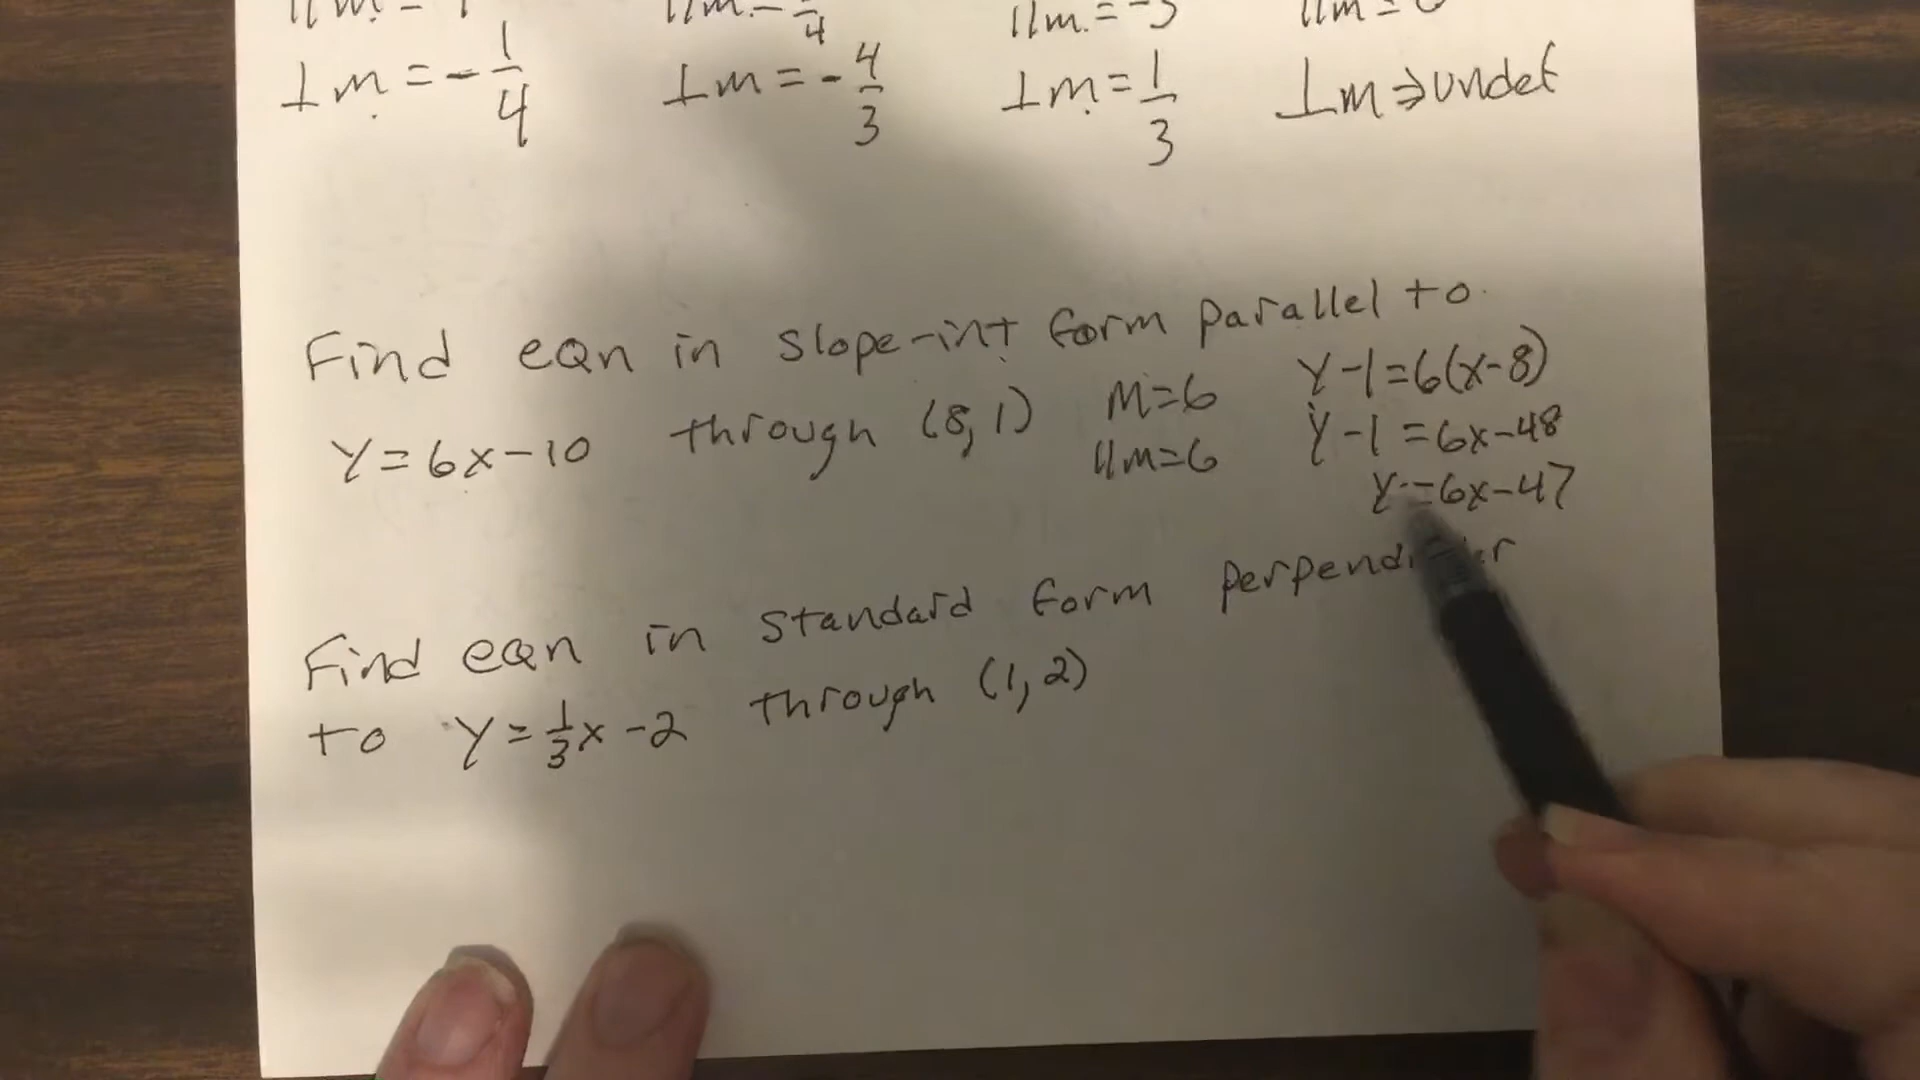 ⊥m=-1/4 ⊥m=-4/3 ⊥m=1/3 ⊥m⇒undef
Find eqn in slope-int form parallel to
y=6x-10 through (8,1)
m=6
||m=6
y-1=6(x-8)
y-1=6x-48
y=6x-47
Find eqn in standard form
to y=1/3x-2 through (1,2)